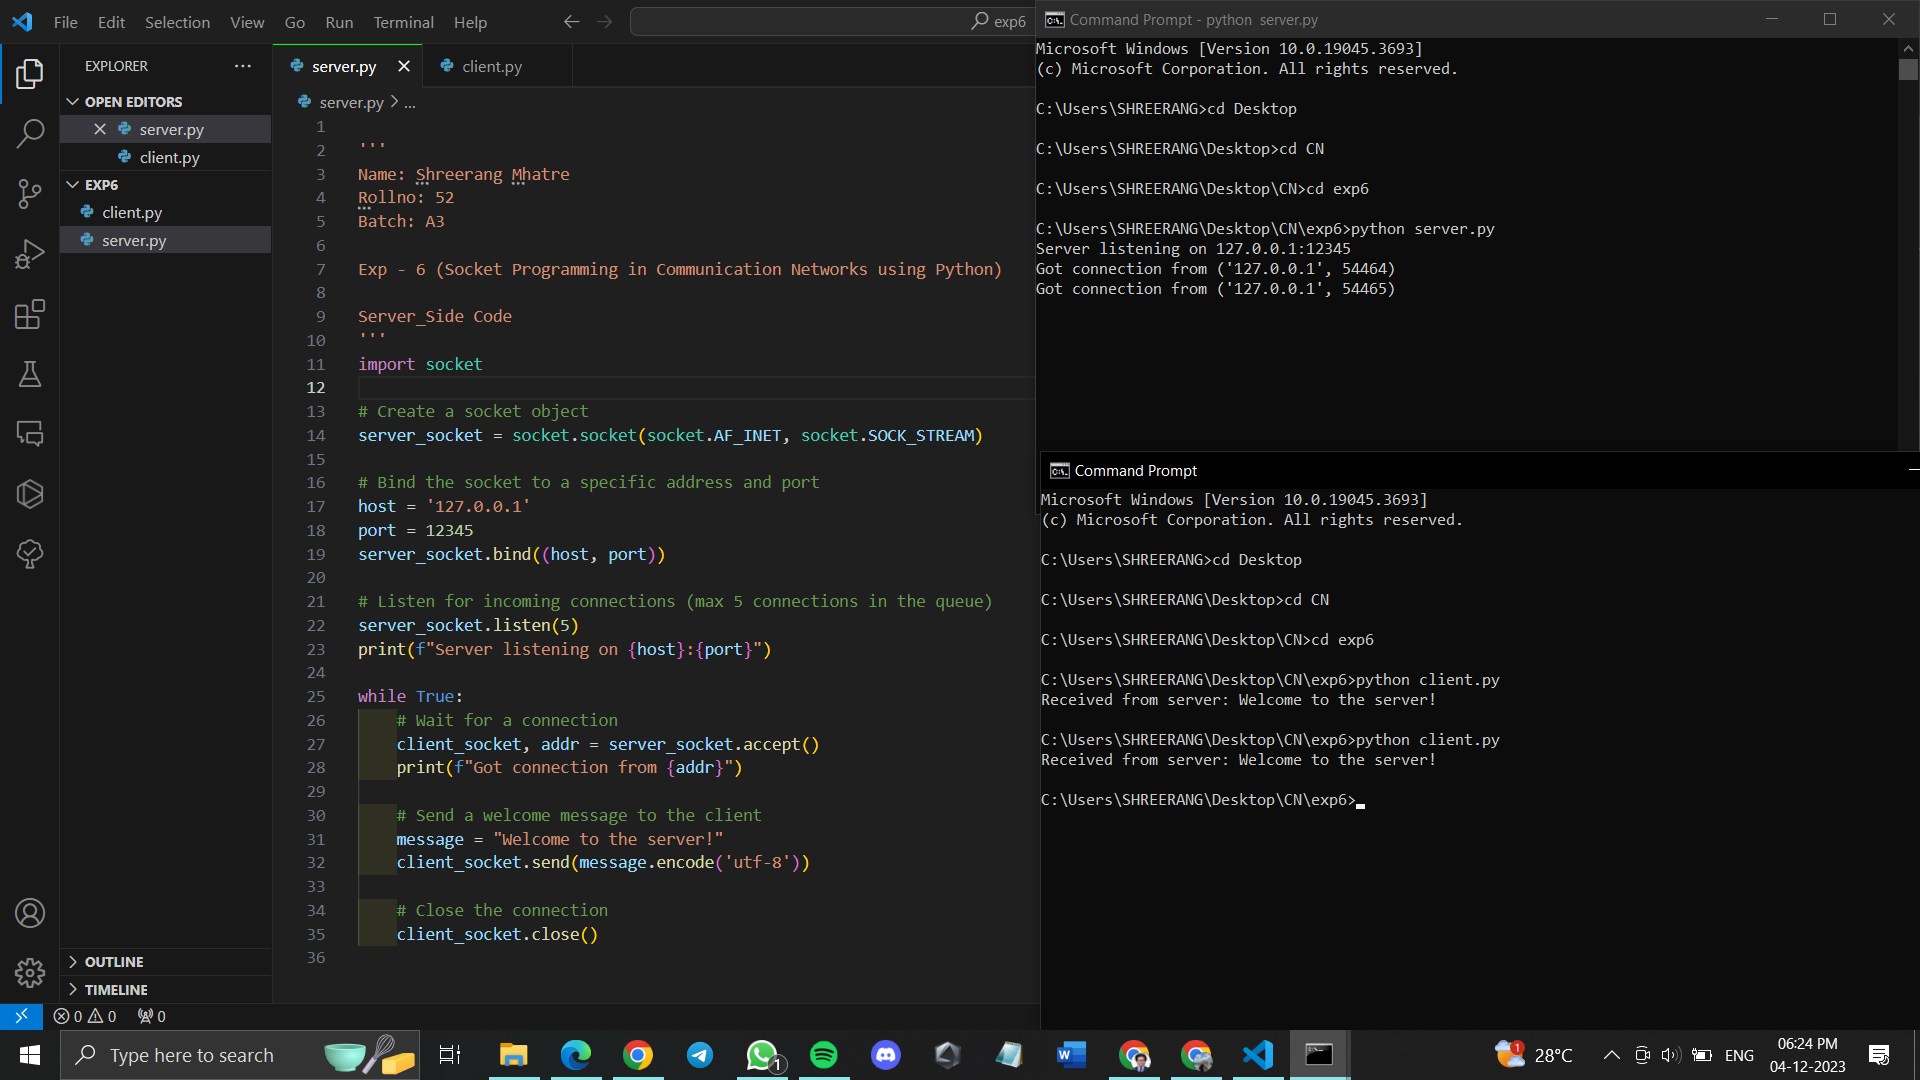 File Edit Selection View Go Run Terminal Help
exp6
EXPLORER
OPEN EDITORS
server.py
client.py
EXP6
client.py
server.py
OUTLINE
TIMELINE
server.py client.py
server.py > ...
1
2 '''
3 Name: Shreerang Mhatre
4 Rollno: 52
5 Batch: A3
6
7 Exp - 6 (Socket Programming in Communication Networks using Python)
8
9 Server_Side Code
10 '''
11 import socket
12
13 # Create a socket object
14 server_socket = socket.socket(socket.AF_INET, socket.SOCK_STREAM)
15
16 # Bind the socket to a specific address and port
17 host = '127.0.0.1'
18 port = 12345
19 server_socket.bind((host, port))
20
21 # Listen for incoming connections (max 5 connections in the queue)
22 server_socket.listen(5)
23 print(f"Server listening on {host}:{port}")
24
25 while True:
26     # Wait for a connection
27     client_socket, addr = server_socket.accept()
28     print(f"Got connection from {addr}")
29
30     # Send a welcome message to the client
31     message = "Welcome to the server!"
32     client_socket.send(message.encode('utf-8'))
33
34     # Close the connection
35     client_socket.close()
36
0 0 0
Command Prompt - python server.py
Microsoft Windows [Version 10.0.19045.3693]
(c) Microsoft Corporation. All rights reserved.
C:\Users\SHREERANG>cd Desktop
C:\Users\SHREERANG\Desktop>cd CN
C:\Users\SHREERANG\Desktop\CN>cd exp6
C:\Users\SHREERANG\Desktop\CN\exp6>python server.py
Server listening on 127.0.0.1:12345
Got connection from ('127.0.0.1', 54464)
Got connection from ('127.0.0.1', 54465)
Command Prompt
Microsoft Windows [Version 10.0.19045.3693]
(c) Microsoft Corporation. All rights reserved.
C:\Users\SHREERANG>cd Desktop
C:\Users\SHREERANG\Desktop>cd CN
C:\Users\SHREERANG\Desktop\CN>cd exp6
C:\Users\SHREERANG\Desktop\CN\exp6>python client.py
Received from server: Welcome to the server!
C:\Users\SHREERANG\Desktop\CN\exp6>python client.py
Received from server: Welcome to the server!
C:\Users\SHREERANG\Desktop\CN\exp6>
Type here to search
1
1
28°C
ENG
06:24 PM
04-12-2023